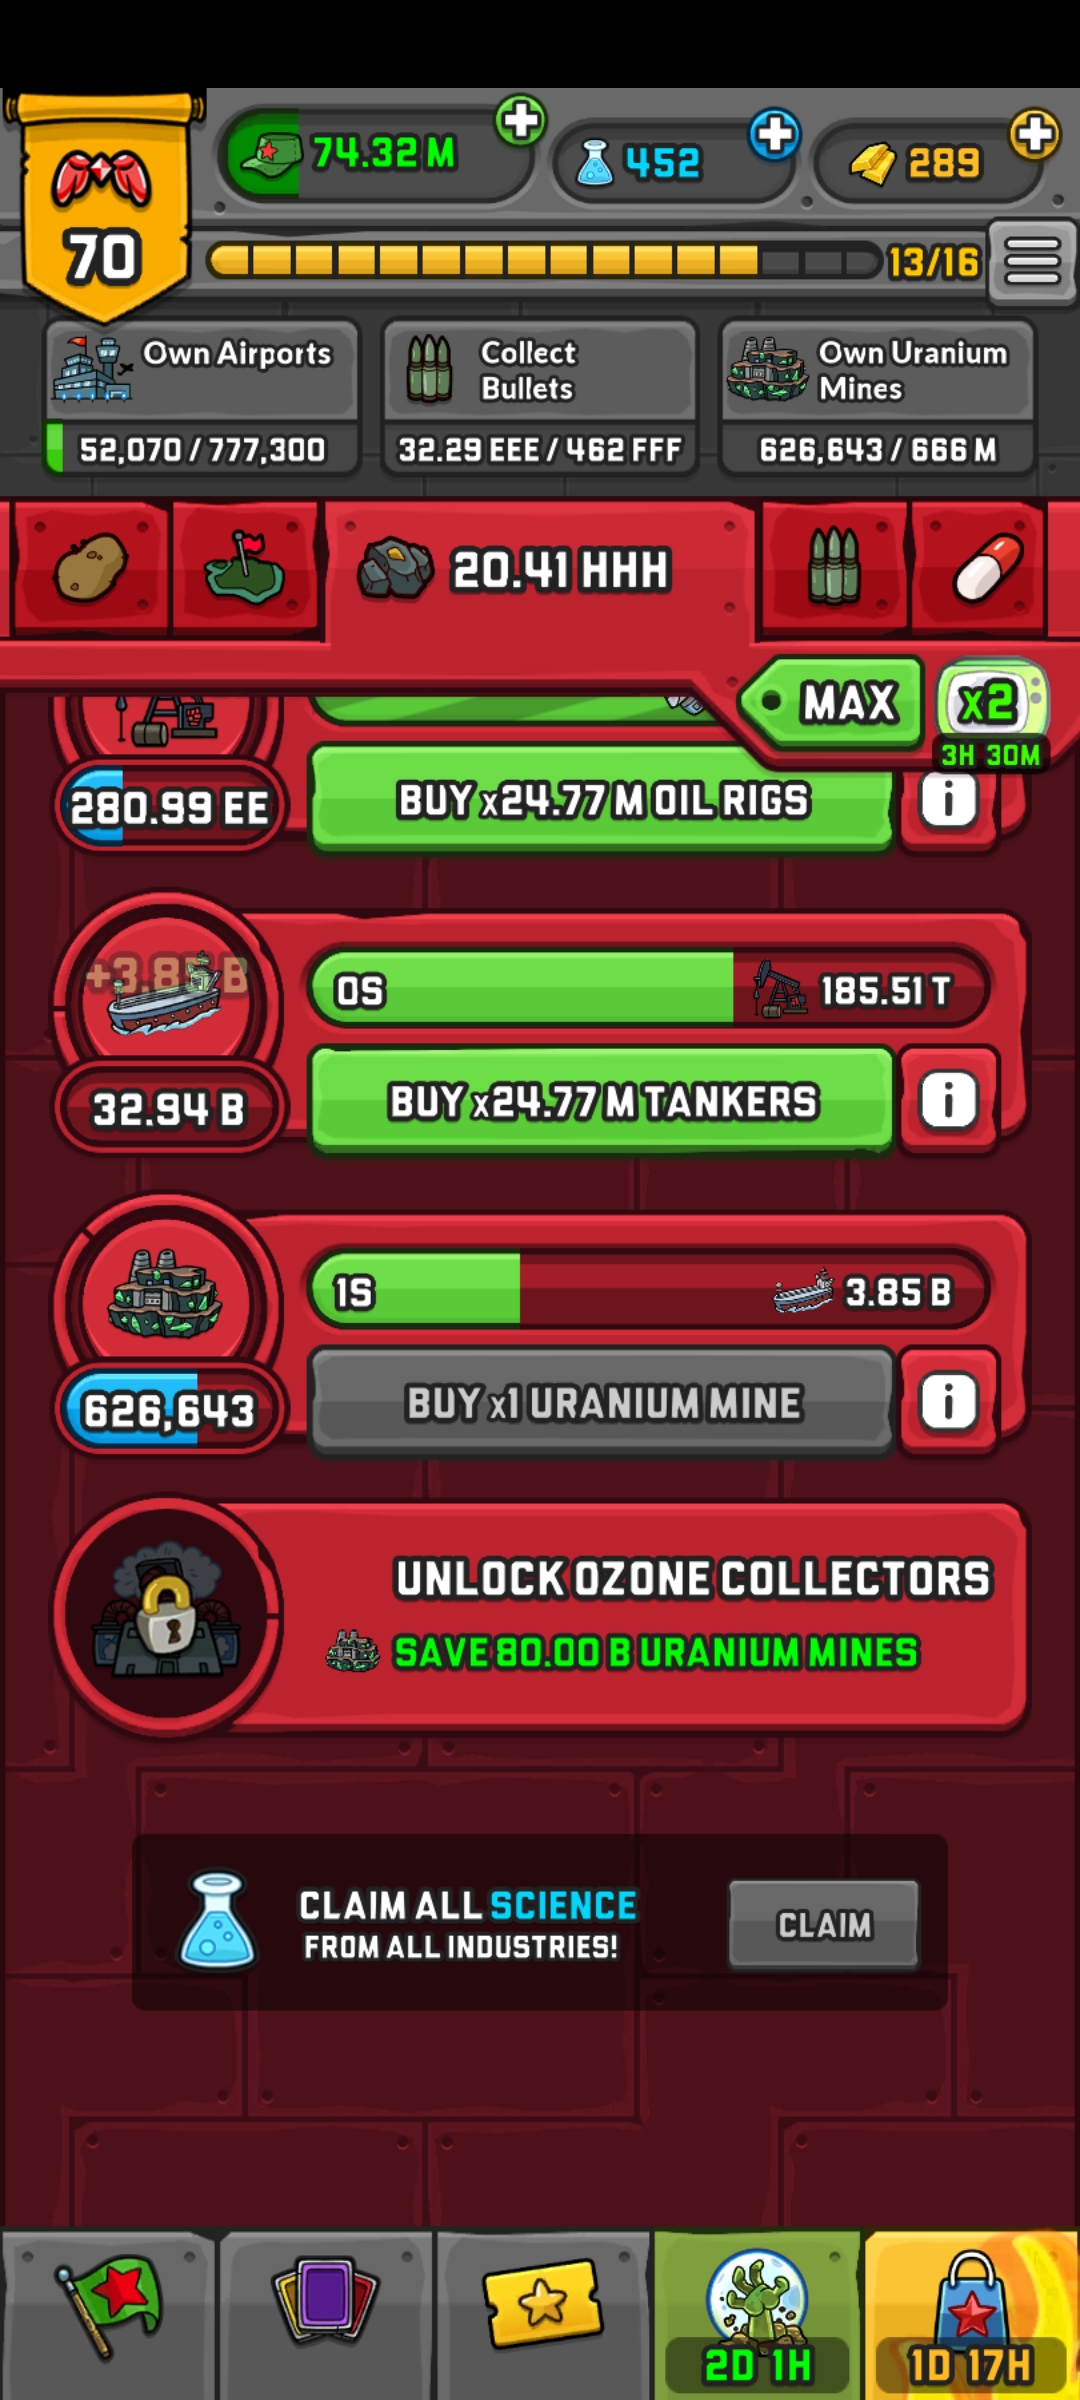 74.32 M
452
289
70
13/16
Own Airports
52,070 / 777,300
Collect
Bullets
32.29 EEE / 462 FFF
Own Uranium
Mines
626,643 / 666 M
20.41 HHH
MAX
x2
3H 30M
280.99 EE
BUY x24.77 M OIL RIGS
i
+3.85 B
0S
185.51 T
32.94 B
BUY x24.77 M TANKERS
i
1S
3.85 B
626,643
BUY x1 URANIUM MINE
i
UNLOCK OZONE COLLECTORS
SAVE 80.00 B URANIUM MINES
CLAIM ALL SCIENCE
FROM ALL INDUSTRIES!
CLAIM
2D 1H
1D 17H